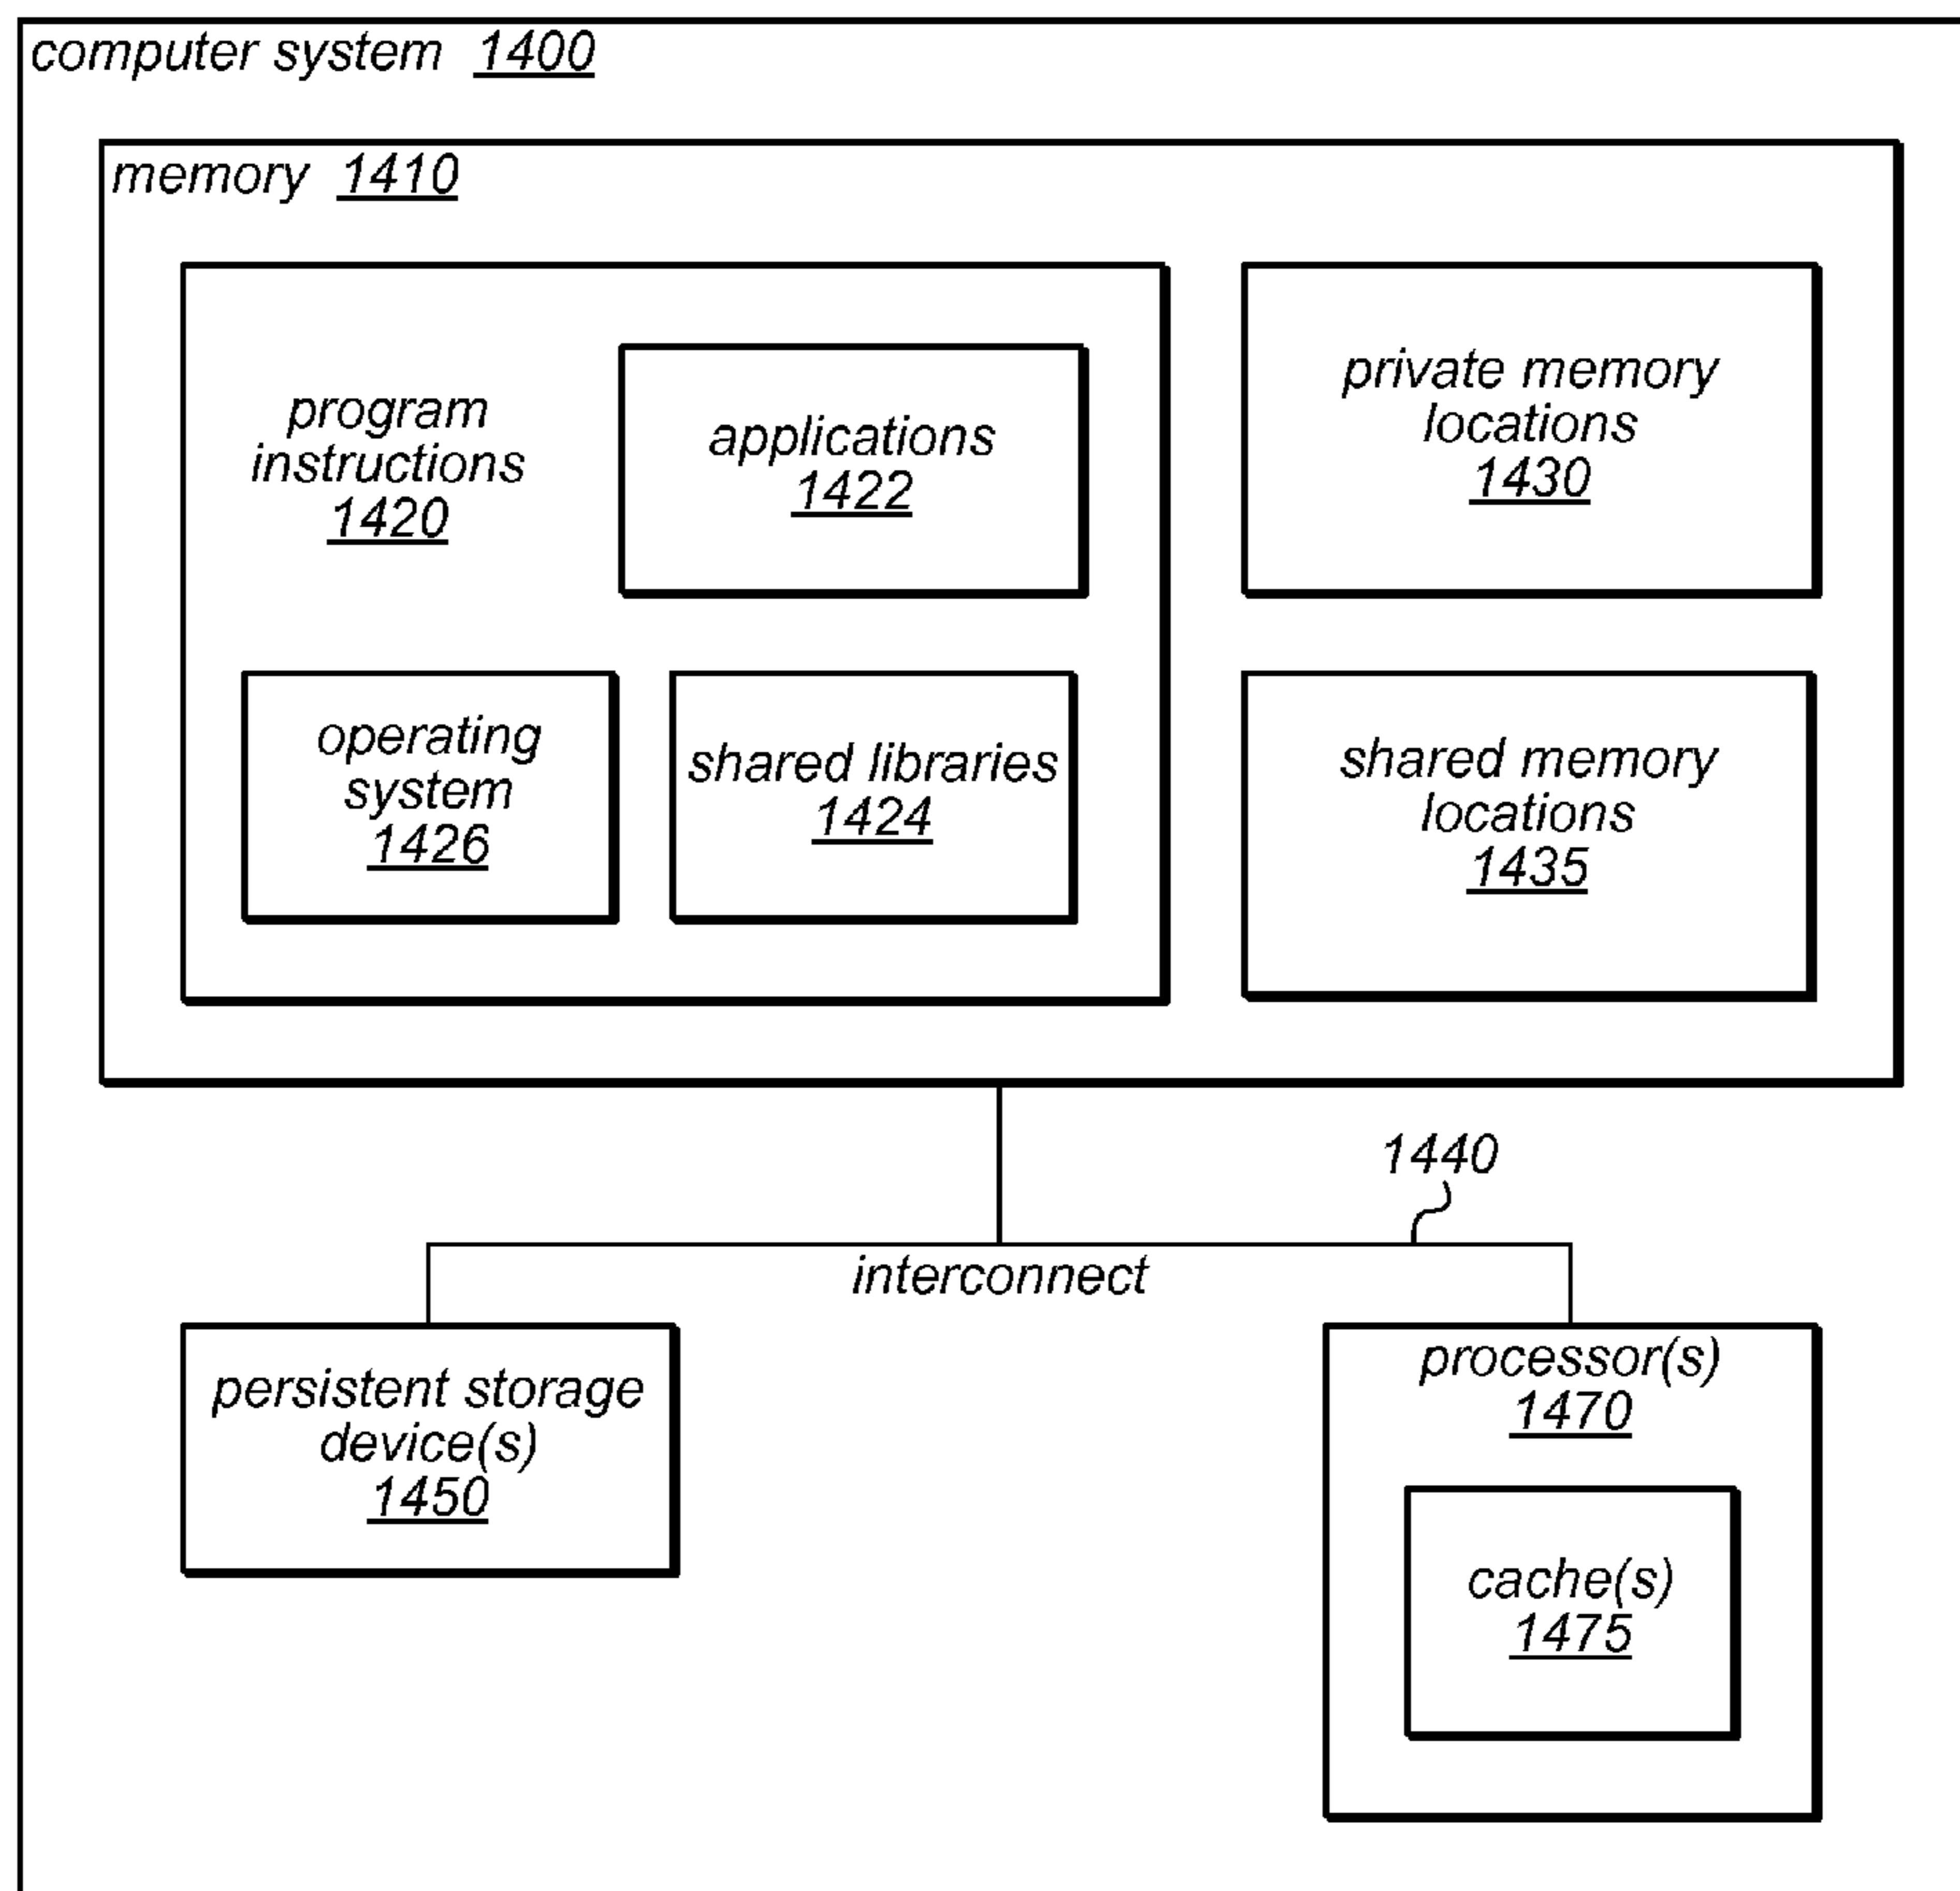 computer system 1400
memory 1410
program
instructions
1420
applications
1422
private memory
locations
1430
operating
system
1426
shared libraries
1424
shared memory
locations
1435
1440
interconnect
persistent storage
device(s)
1450
processor(s)
1470
cache(s)
1475